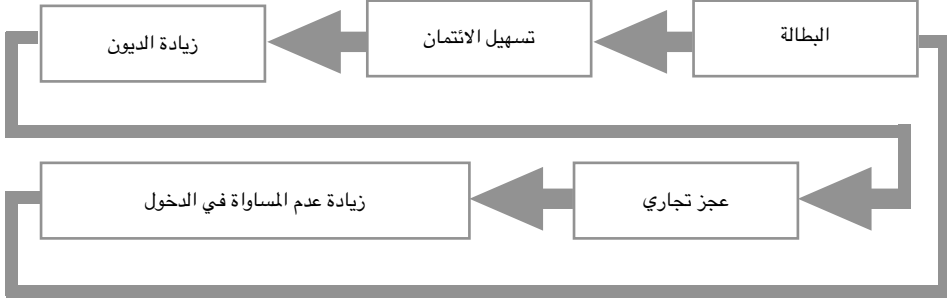 البطالة
تسهيل الائتمان
زيادة الديون
عجز تجاري
زيادة عدم المساواة في الدخول